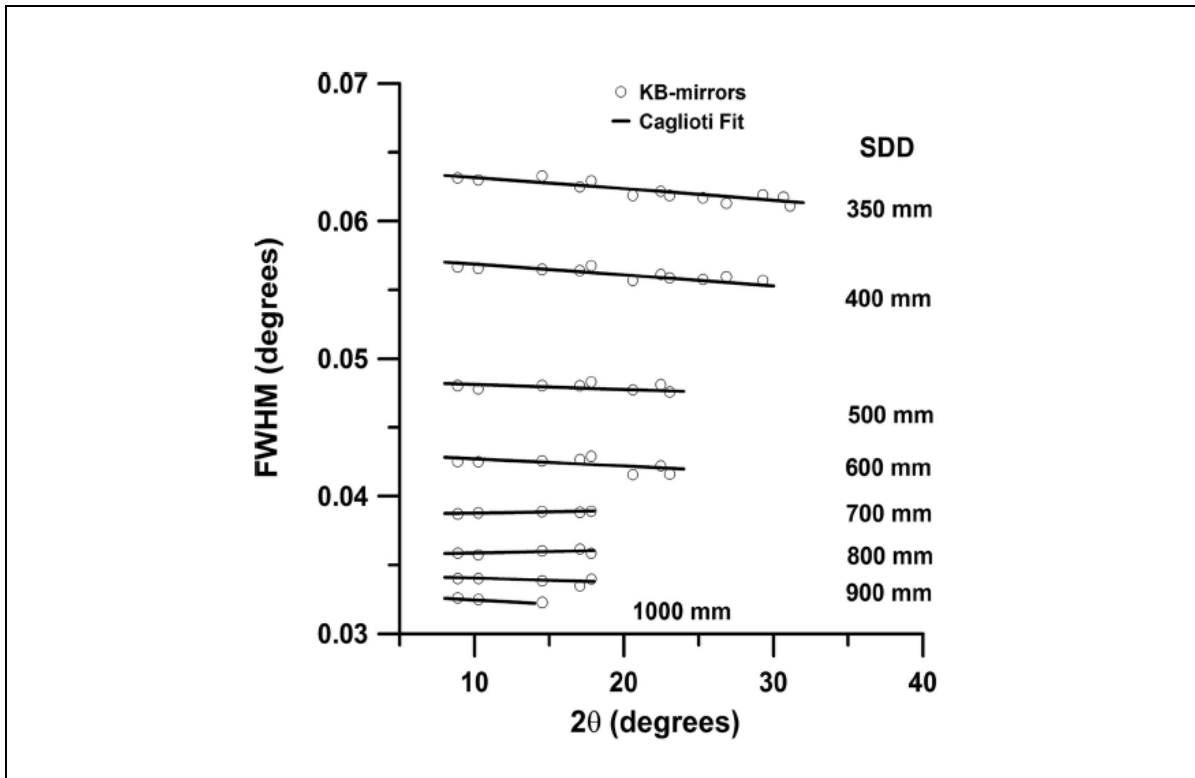 0.07
KB-mirrors
Caglioti Fit
SDD
350 mm
0.06
400 mm
0.05
500 mm
600 mm
0.04
700 mm
800 mm
900 mm
1000 mm
0.03
10 20 30 40
2θ (degrees)
FWHM (degrees)